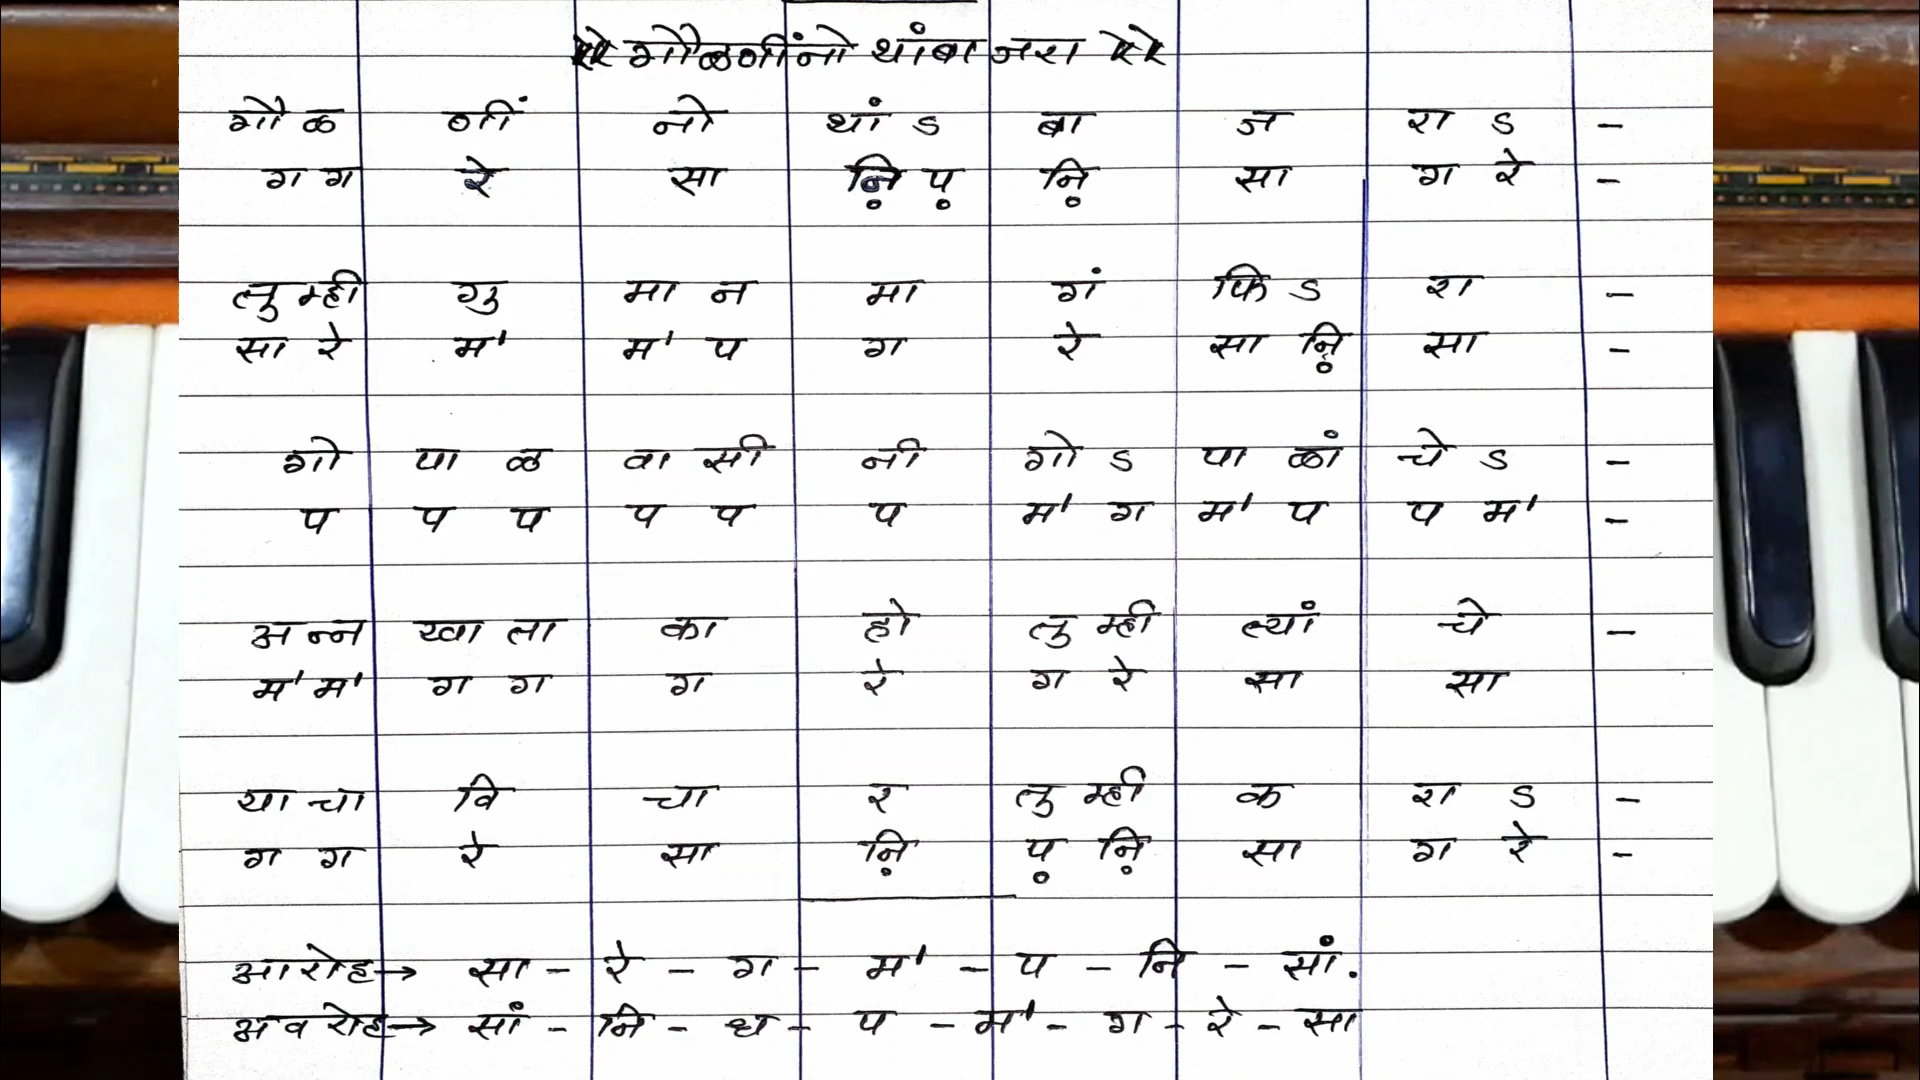 गौळणींनो थांबा जरा
गौ ळ णीं नो थां ऽ बा ज रा ऽ -
ग ग रे सा नि़ प़ नि़ सा ग रे -
तु म्ही गु मा न मा गं फि ऽ रा -
सा रे म' म' प ग रे सा नि़ सा -
गो पा ळ वा सी नी गो ऽ पा ळां चे ऽ -
प प प प प प म' ग म' प प म' -
अ न्न खा ता का हो तु म्ही त्यां चे -
म' म' ग ग ग रे ग रे सा सा
या चा वि चा र तु म्ही क रा ऽ -
ग ग रे सा नि़ प़ नि़ सा ग रे -
आरोह → सा - रे - ग - म' - प - नि - सां.
अवरोह → सां - नि - ध - प - म' - ग - रे - सा